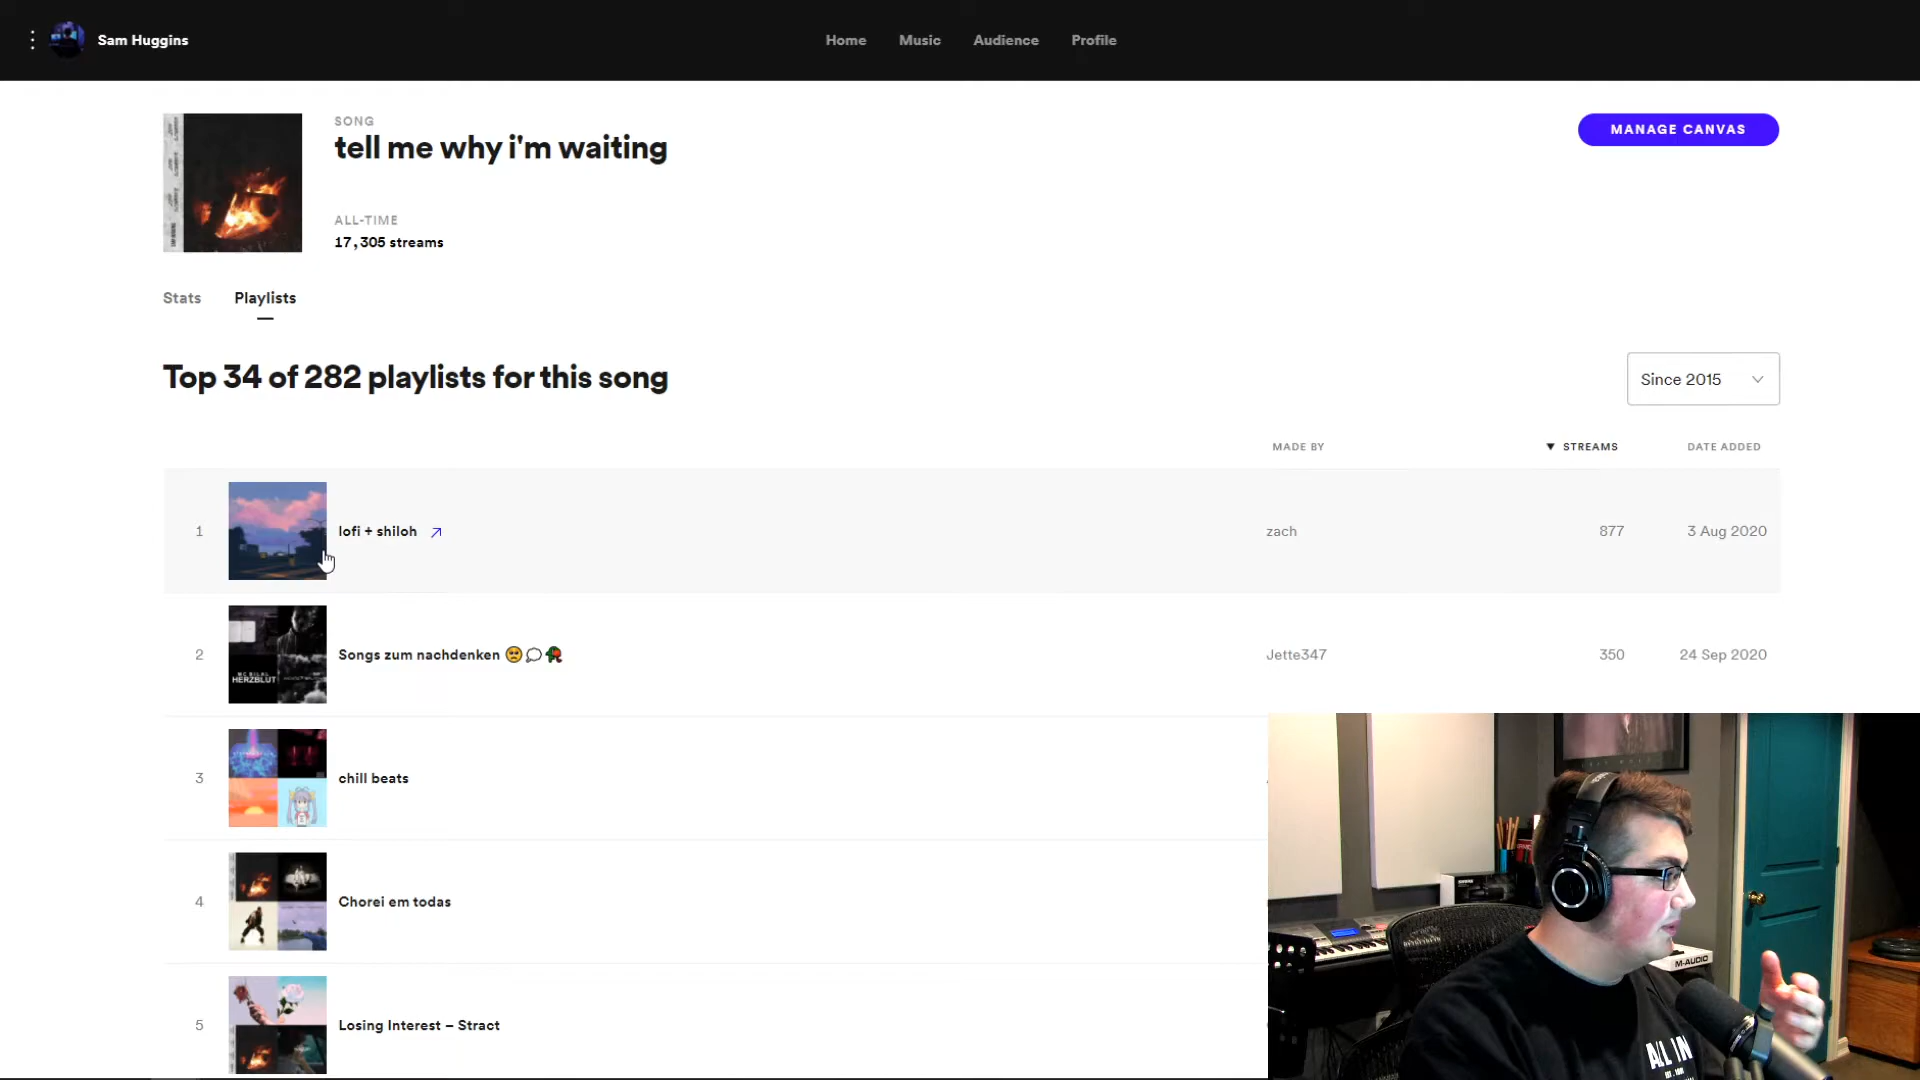 Sam Huggins
Home Music Audience Profile
SONG
tell me why i'm waiting
MANAGE CANVAS
ALL-TIME
17,305 streams
Stats Playlists
Top 34 of 282 playlists for this song
Since 2015
MADE BY ▼ STREAMS DATE ADDED
1 lofi + shiloh ↗ zach 877 3 Aug 2020
2 Songs zum nachdenken 🥺💭🥀 Jette347 350 24 Sep 2020
HERZBLUT
3 chill beats
4 Chorei em todas
5 Losing Interest – Stract
M-AUDIO
ALL IN